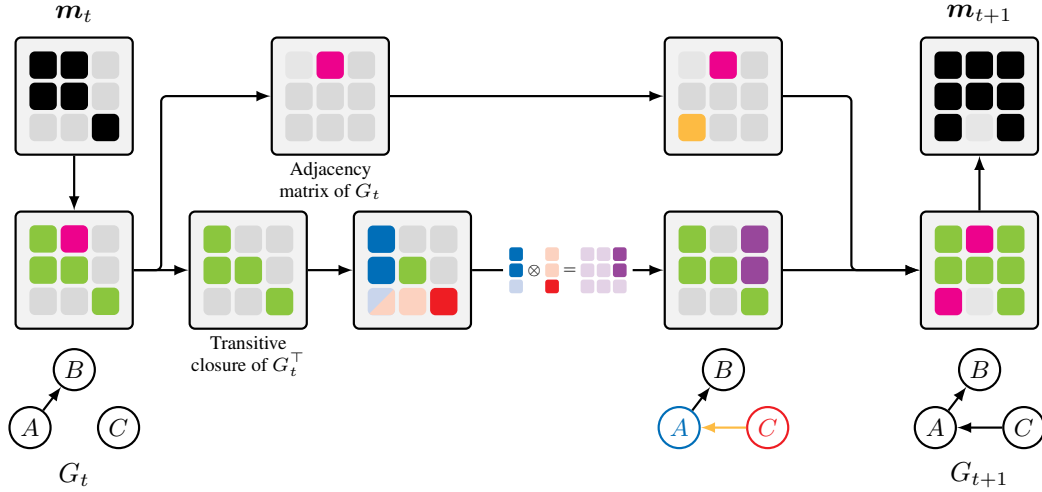 m_t
m_{t+1}
Adjacency
matrix of G_t
⊗ =
Transitive
closure of G_t^⊤
B
A
C
B
A
C
B
A
C
G_t
G_{t+1}